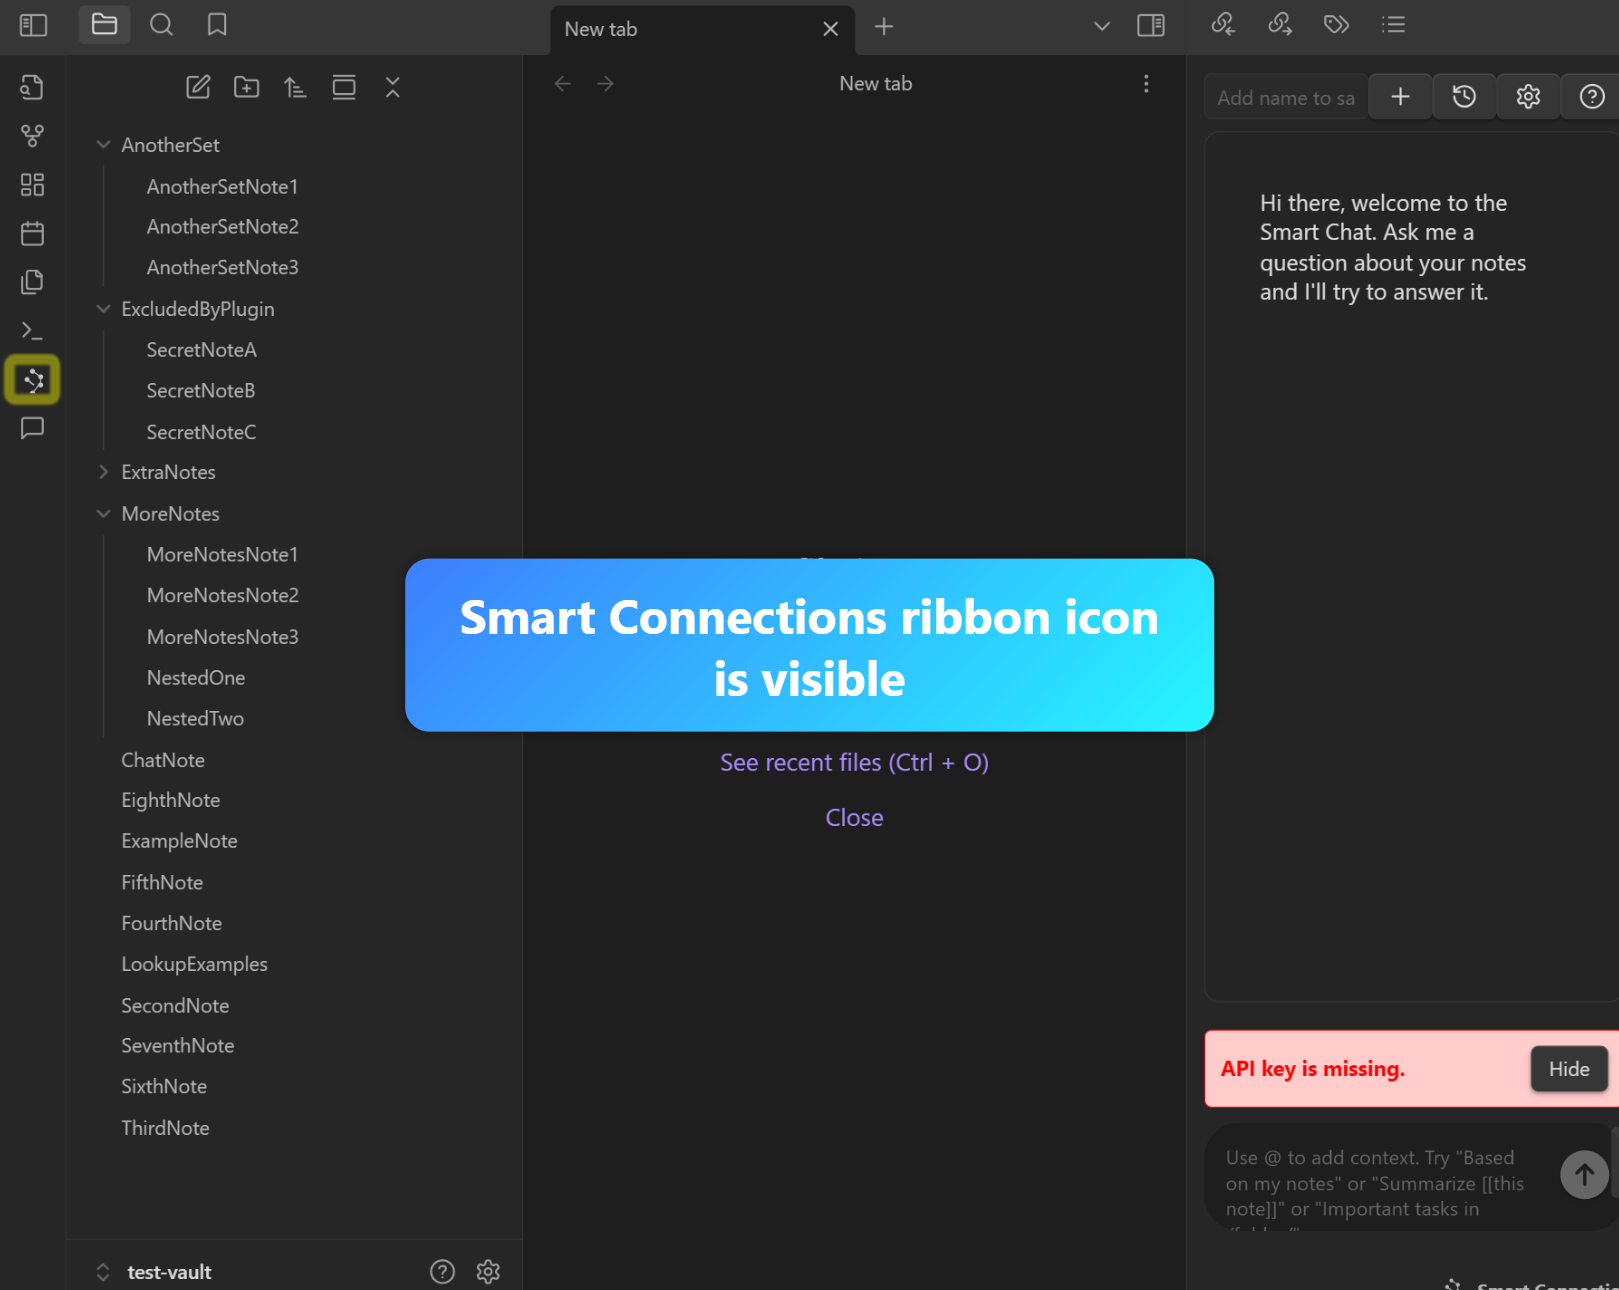 New tab
New tab
Add name to sa
AnotherSet
AnotherSetNote1
AnotherSetNote2
AnotherSetNote3
ExcludedByPlugin
SecretNoteA
SecretNoteB
SecretNoteC
ExtraNotes
MoreNotes
MoreNotesNote1
MoreNotesNote2
MoreNotesNote3
NestedOne
NestedTwo
ChatNote
EighthNote
ExampleNote
FifthNote
FourthNote
LookupExamples
SecondNote
SeventhNote
SixthNote
ThirdNote
test-vault
Smart Connections ribbon icon
is visible
See recent files (Ctrl + O)
Close
Hi there, welcome to the
Smart Chat. Ask me a
question about your notes
and I'll try to answer it.
API key is missing.
Hide
Use @ to add context. Try "Based
on my notes" or "Summarize [[this
note]]" or "Important tasks in
Smart Connectio